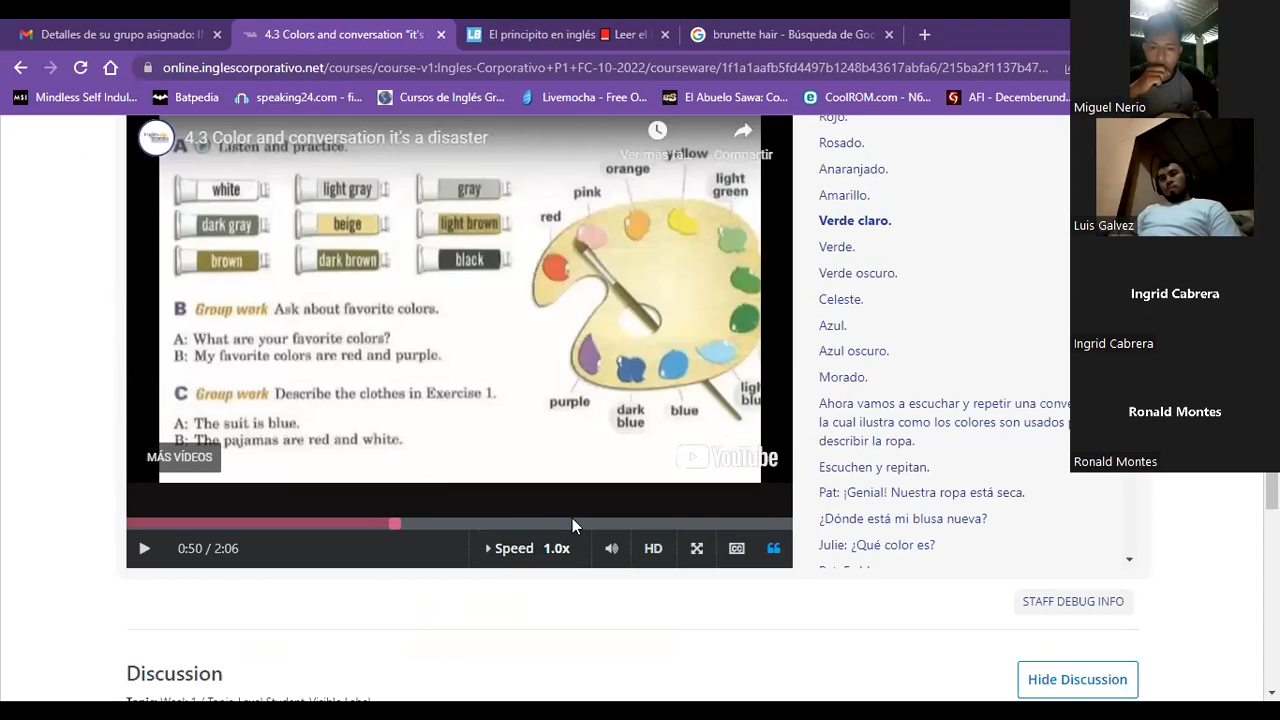 Detalles de su grupo asignado: I
4.3 Colors and conversation "it's
El principito en inglés
Leer el
brunette hair - Búsqueda de Goo
online.inglescorporativo.net/courses/course-v1:Ingles-Corporativo+P1+FC-10-2022/courseware/1f1a1aafb5fd4497b1248b43617abfa6/215ba2f1137b47...
Mindless Self Indul...
Batpedia
speaking24.com - fi...
Cursos de Inglés Gr...
Livemocha - Free O...
El Abuelo Sawa: Co...
CoolROM.com - N6...
AFI - Decemberund...
4.3 Color and conversation it's a disaster
A Listen and practice.
Compartir
white
light gray
gray
dark gray
beige
light brown
brown
dark brown
black
B Group work Ask about favorite colors.
A: What are your favorite colors?
B: My favorite colors are red and purple.
C Group work Describe the clothes in Exercise 1.
A: The suit is blue.
B: The pajamas are red and white.
red
pink
orange
yellow
light
green
purple
dark
blue
blue
MÁS VÍDEOS
YouTube
0:50 / 2:06
Speed 1.0x
HD
Rojo.
Rosado.
Anaranjado.
Amarillo.
Verde claro.
Verde.
Verde oscuro.
Celeste.
Azul.
Azul oscuro.
Morado.
Ahora vamos a escuchar y repetir una conve
la cual ilustra como los colores son usados
describir la ropa.
Escuchen y repitan.
Pat: ¡Genial! Nuestra ropa está seca.
¿Dónde está mi blusa nueva?
Julie: ¿Qué color es?
STAFF DEBUG INFO
Discussion
Hide Discussion
Miguel Nerio
Luis Galvez
Ingrid Cabrera
Ingrid Cabrera
Ronald Montes
Ronald Montes